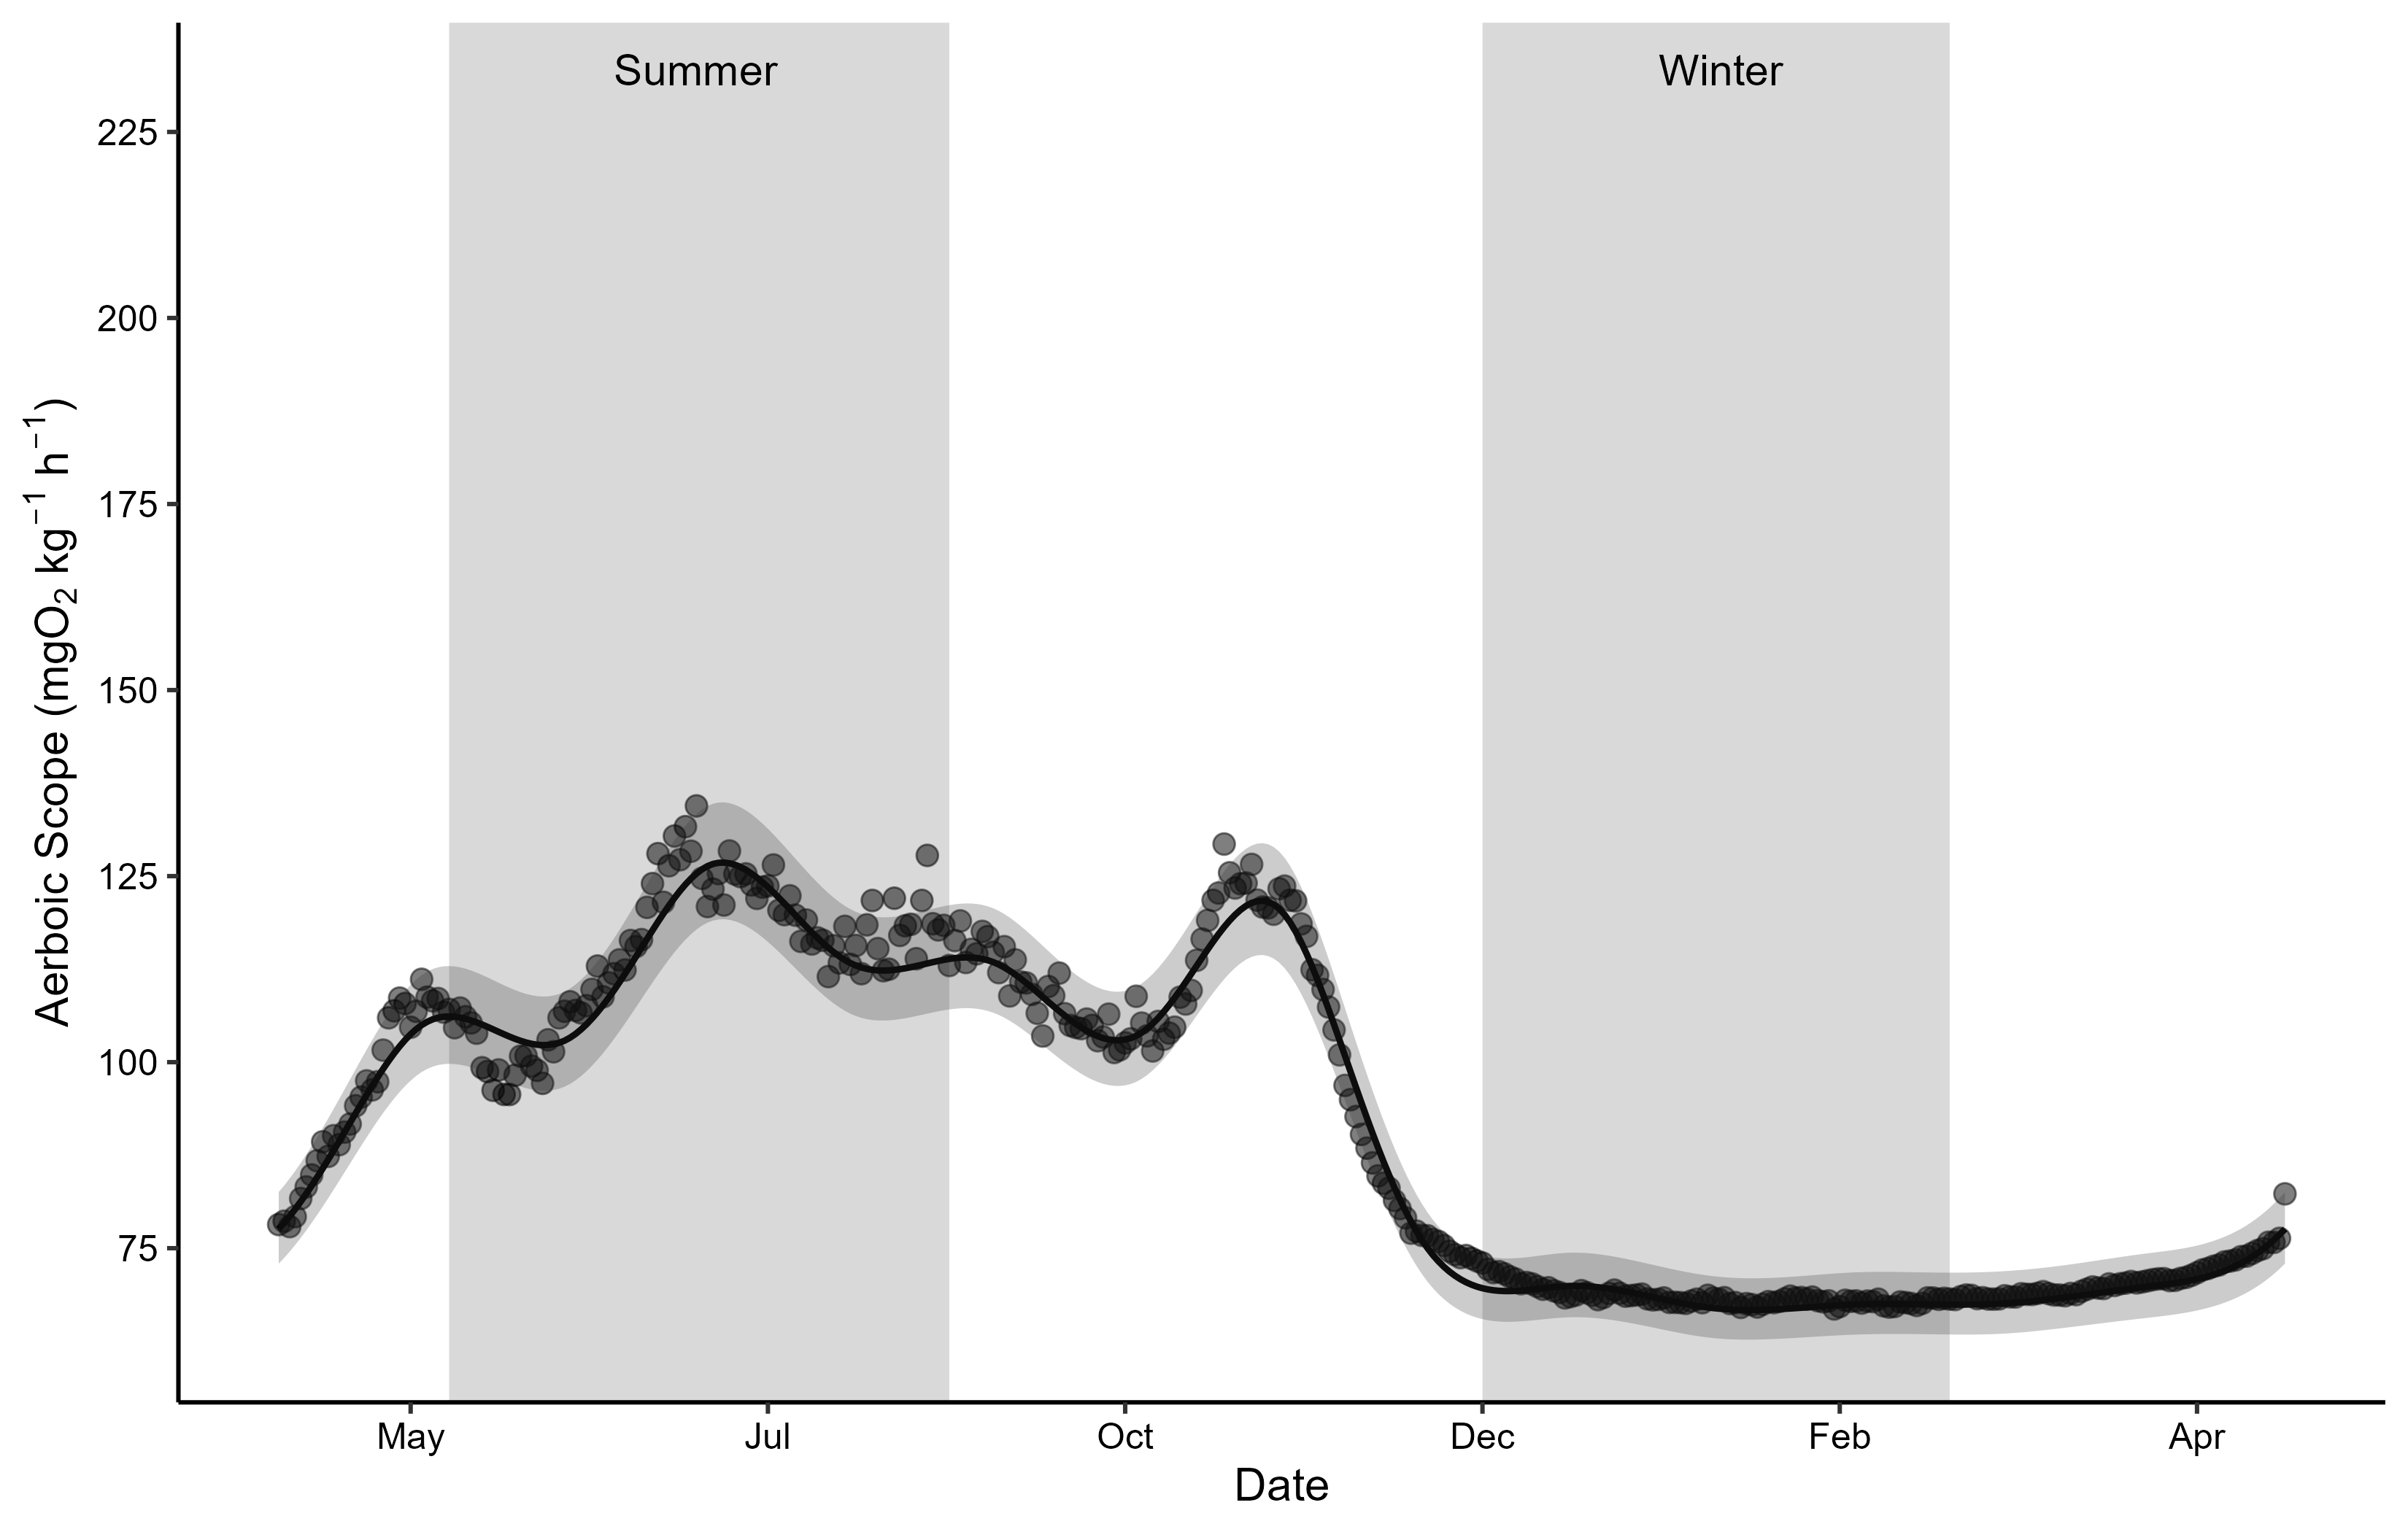 Summer
Winter
225
200
175
150
125
100
75
Aerboic Scope (mgO₂ kg⁻¹ h⁻¹)
May
Jul
Oct
Dec
Feb
Apr
Date